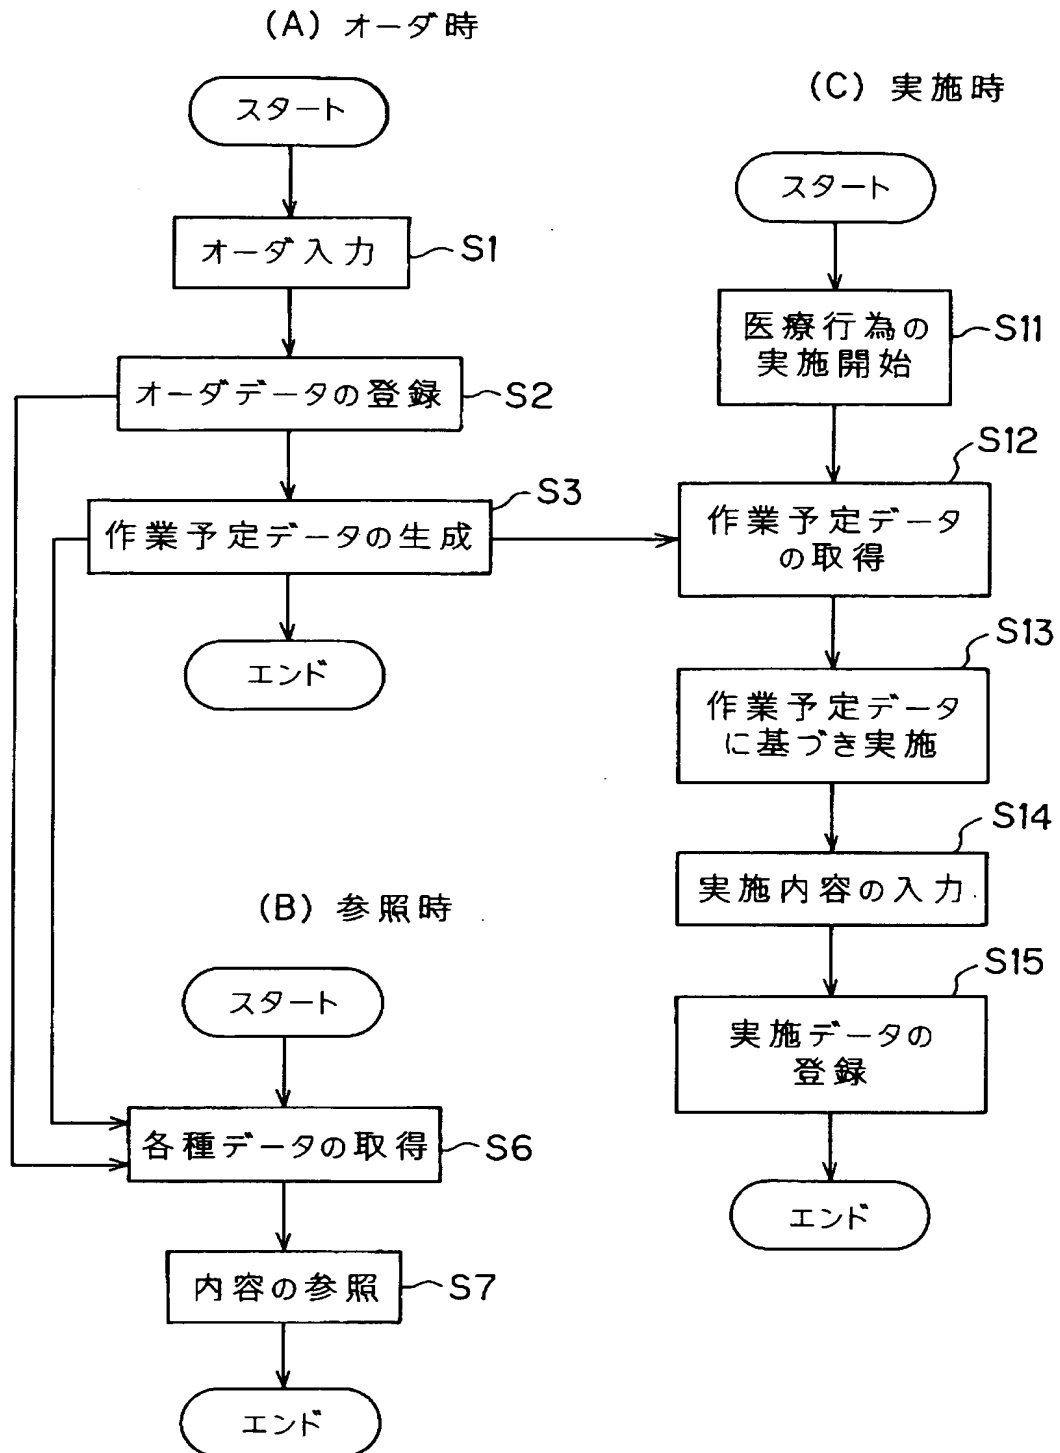 (A) オーダ時
スタート
オーダ入力
S1
オーダデータの登録
S2
作業予定データの生成
S3
エンド
(B) 参照時
スタート
各種データの取得
S6
内容の参照
S7
エンド
(C) 実施時
スタート
医療行為の
実施開始
S11
作業予定データ
の取得
S12
作業予定データ
に基づき実施
S13
実施内容の入力
S14
実施データの
登録
S15
エンド